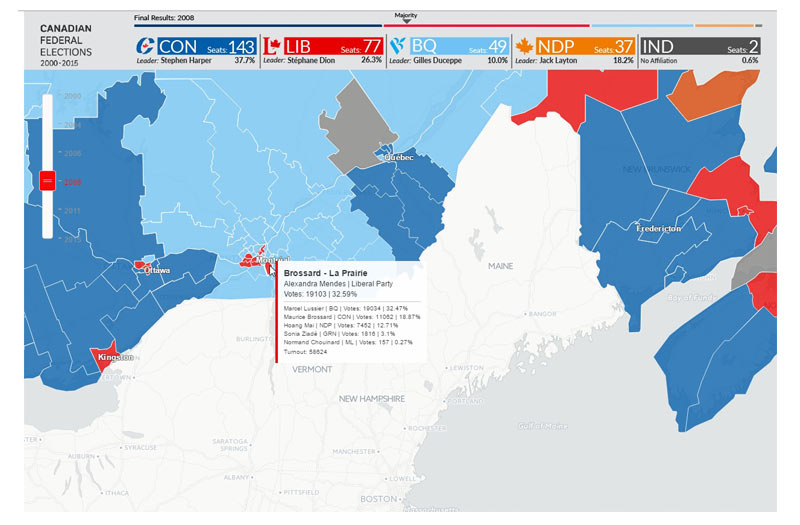 CANADIAN
FEDERAL
ELECTIONS
2000-2015
Final Results: 2008
Majority
CON Seats: 143
Leader: Stephen Harper 37.7%
LIB Seats: 77
Leader: Stéphane Dion 26.3%
BQ Seats: 49
Leader: Gilles Duceppe 10.0%
NDP Seats: 37
Leader: Jack Layton 18.2%
IND Seats: 2
No Affiliation 0.6%
2000
2004
2006
2008
2011
2015
Québec
NEW BRUNSWICK
Fredericton
Ottawa
Montréal
MAINE
Bay of Fundy
Kingston
Brossard - La Prairie
Alexandra Mendes | Liberal Party
Votes: 19103 | 32.59%
Marcel Lussier | BQ | Votes: 19034 | 32.47%
Maurice Brossard | CON | Votes: 11062 | 18.87%
Hoang Mai | NDP | Votes: 7452 | 12.71%
Sonia Ziadé | GRN | Votes: 1816 | 3.1%
Normand Chouinard | ML | Votes: 157 | 0.27%
Turnout: 58624
BANGOR
BURLINGTON
VERMONT
LEWISTON
NEW HAMPSHIRE
PORTLAND
Gulf of Maine
ROCHESTER
SYRACUSE
SARATOGA
SPRINGS
AUBURN
MANCHESTER
ALBANY
LOWELL
ITHACA
PITTSFIELD
BOSTON